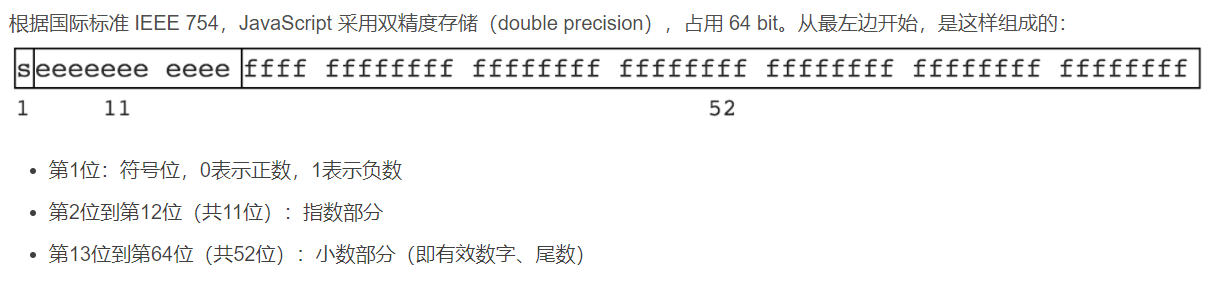 根据国际标准 IEEE 754，JavaScript 采用双精度存储（double precision），占用 64 bit。从最左边开始，是这样组成的：
seeeeeee eeee ffff ffffffff ffffffff ffffffff ffffffff ffffffff ffffffff
1 11 52
• 第1位：符号位，0表示正数，1表示负数
• 第2位到第12位（共11位）：指数部分
• 第13位到第64位（共52位）：小数部分（即有效数字、尾数）